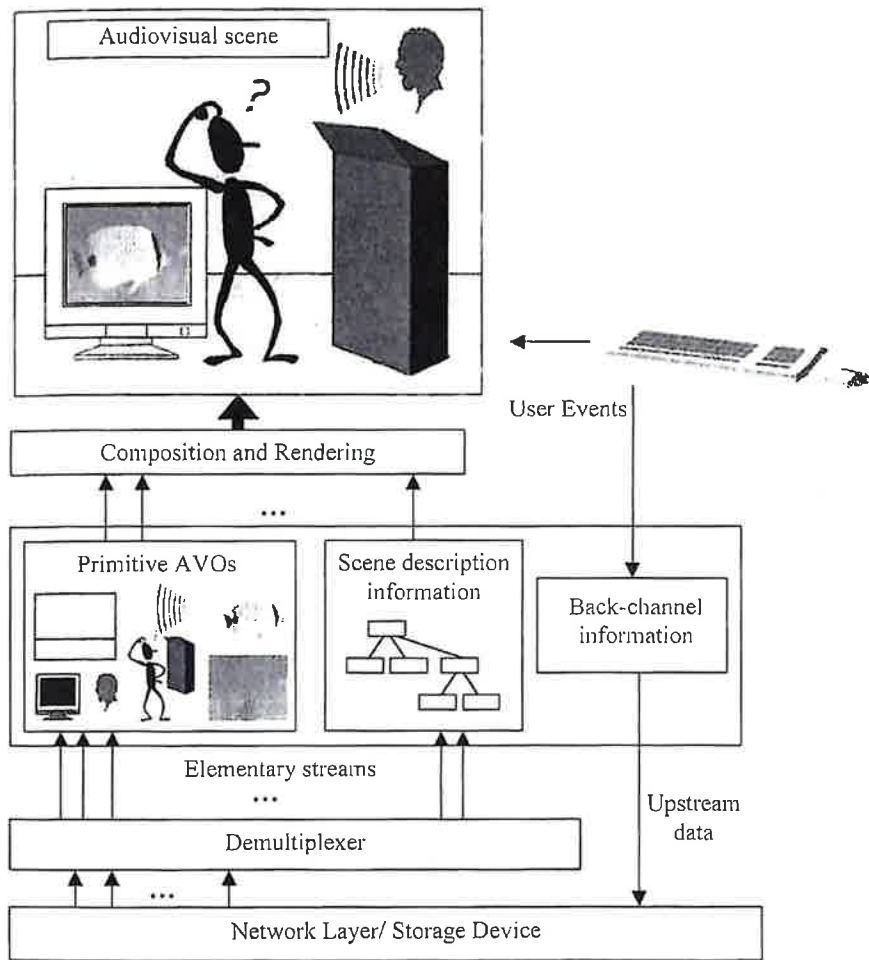 Audiovisual scene
?
User Events
Composition and Rendering
...
Primitive AVOs
Scene description
information
Back-channel
information
Elementary streams
...
Upstream
data
Demultiplexer
...
Network Layer/ Storage Device